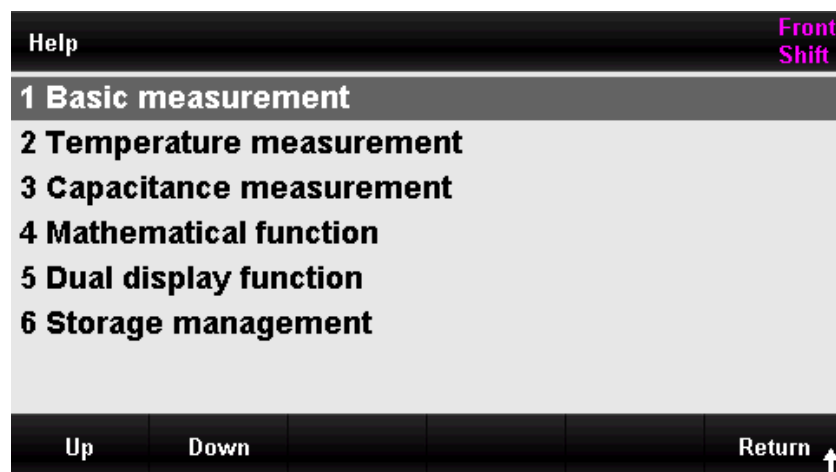 Help
Front
Shift
1 Basic measurement
2 Temperature measurement
3 Capacitance measurement
4 Mathematical function
5 Dual display function
6 Storage management
Up Down Return